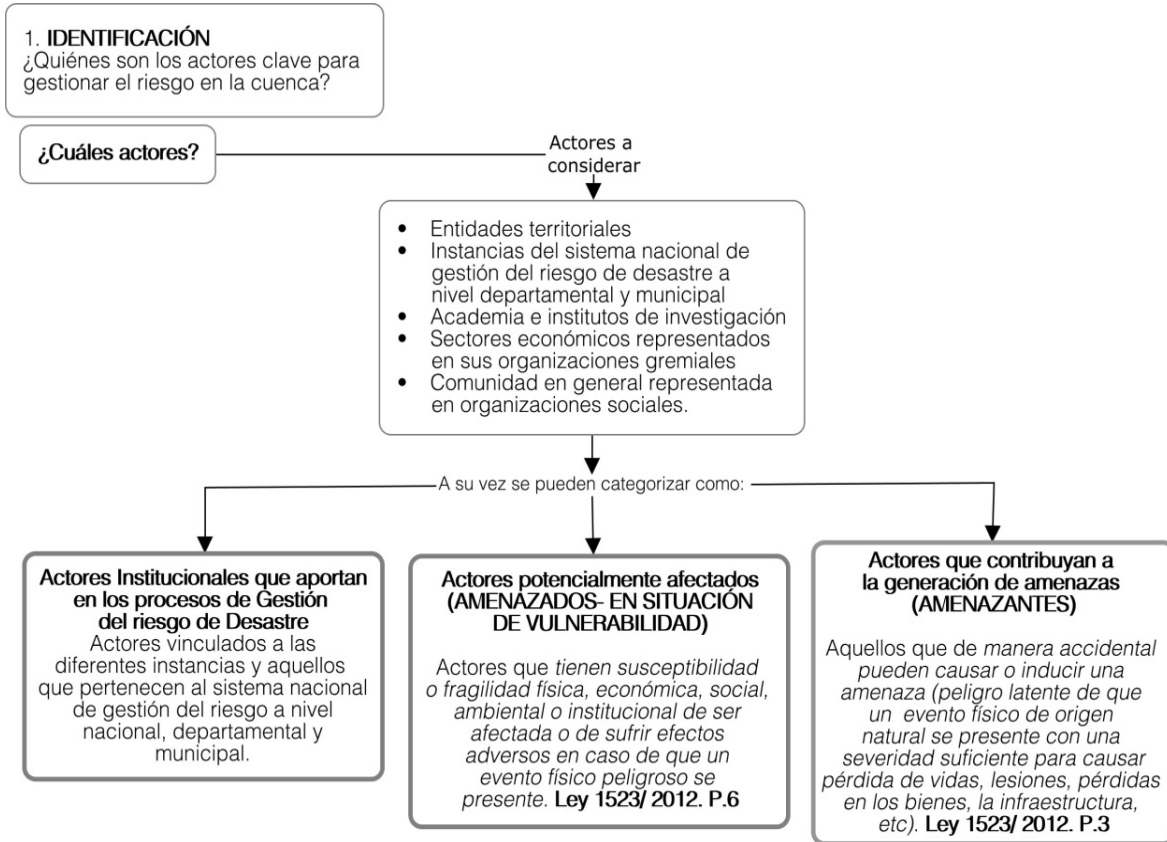 1. IDENTIFICACIÓN
¿Quiénes son los actores clave para
gestionar el riesgo en la cuenca?
¿Cuáles actores?
Actores a
considerar
• Entidades territoriales
• Instancias del sistema nacional de
gestión del riesgo de desastre a
nivel departamental y municipal
• Academia e institutos de investigación
• Sectores económicos representados
en sus organizaciones gremiales
• Comunidad en general representada
en organizaciones sociales.
A su vez se pueden categorizar como:
Actores Institucionales que aportan
en los procesos de Gestión
del riesgo de Desastre
Actores vinculados a las
diferentes instancias y aquellos
que pertenecen al sistema nacional
de gestión del riesgo a nivel
nacional, departamental y
municipal.
Actores potencialmente afectados
(AMENAZADOS- EN SITUACIÓN
DE VULNERABILIDAD)
Actores que tienen susceptibilidad
o fragilidad física, económica, social,
ambiental o institucional de ser
afectada o de sufrir efectos
adversos en caso de que un
evento físico peligroso se
presente. Ley 1523/ 2012. P.6
Actores que contribuyan a
la generación de amenazas
(AMENAZANTES)
Aquellos que de manera accidental
pueden causar o inducir una
amenaza (peligro latente de que
un evento físico de origen
natural se presente con una
severidad suficiente para causar
pérdida de vidas, lesiones, pérdidas
en los bienes, la infraestructura,
etc). Ley 1523/ 2012. P.3